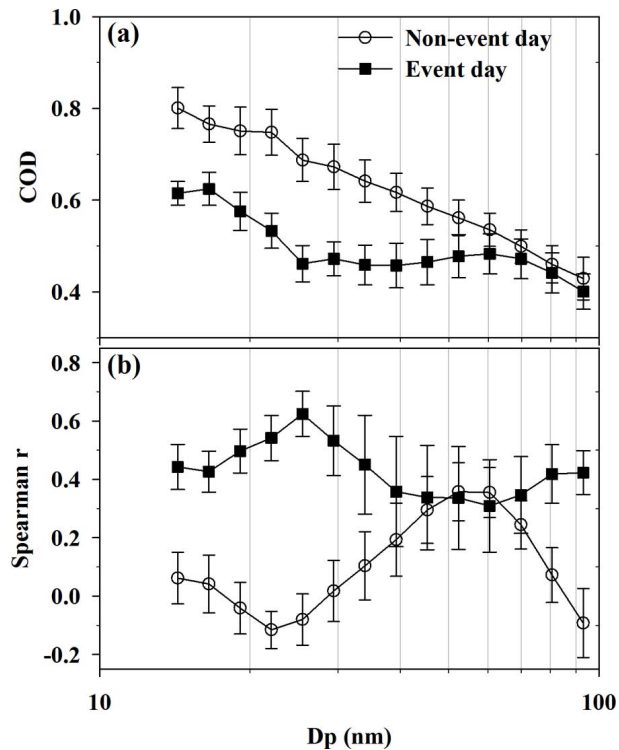 (a)
Non-event day
Event day
1.0
0.8
0.6
0.4
COD
(b)
0.8
0.6
0.4
0.2
0.0
-0.2
Spearman r
10
100
Dp (nm)